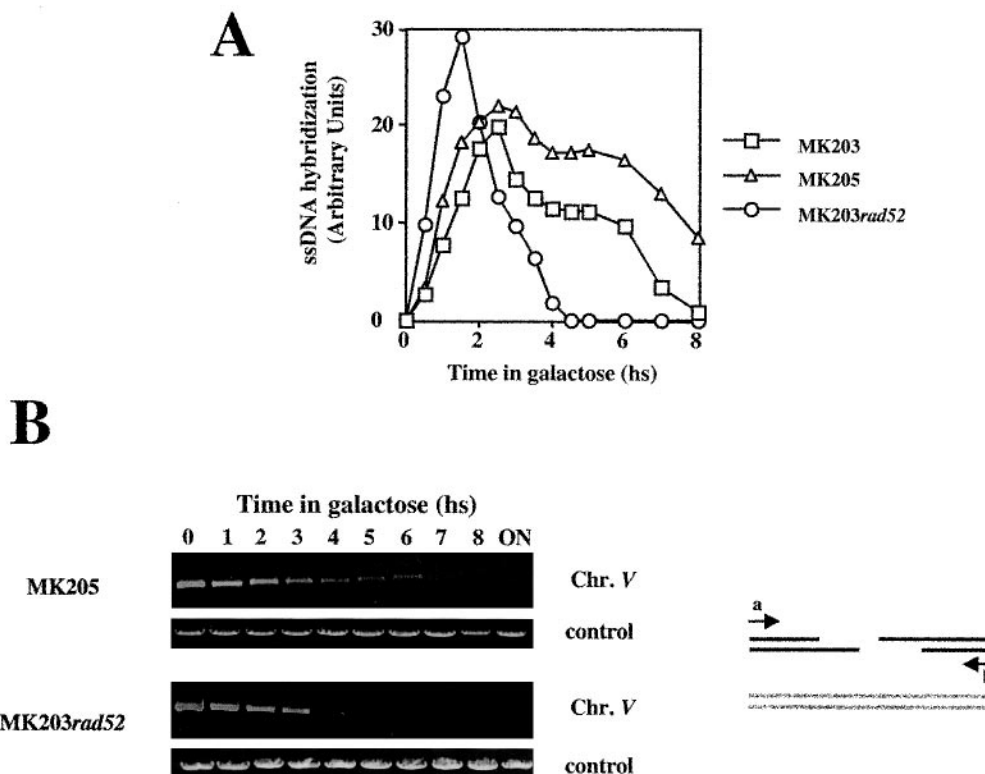 A
30
20
10
0
ssDNA hybridization
(Arbitrary Units)
0 2 4 6 8
Time in galactose (hs)
MK203
MK205
MK203rad52
B
Time in galactose (hs)
0 1 2 3 4 5 6 7 8 ON
MK205
Chr. V
control
a
MK203rad52
Chr. V
control